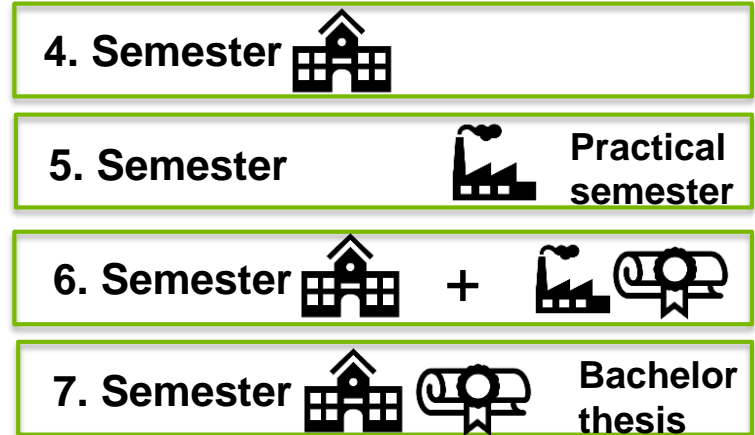 4. Semester
5. Semester
Practical
semester
6. Semester +
7. Semester
Bachelor
thesis